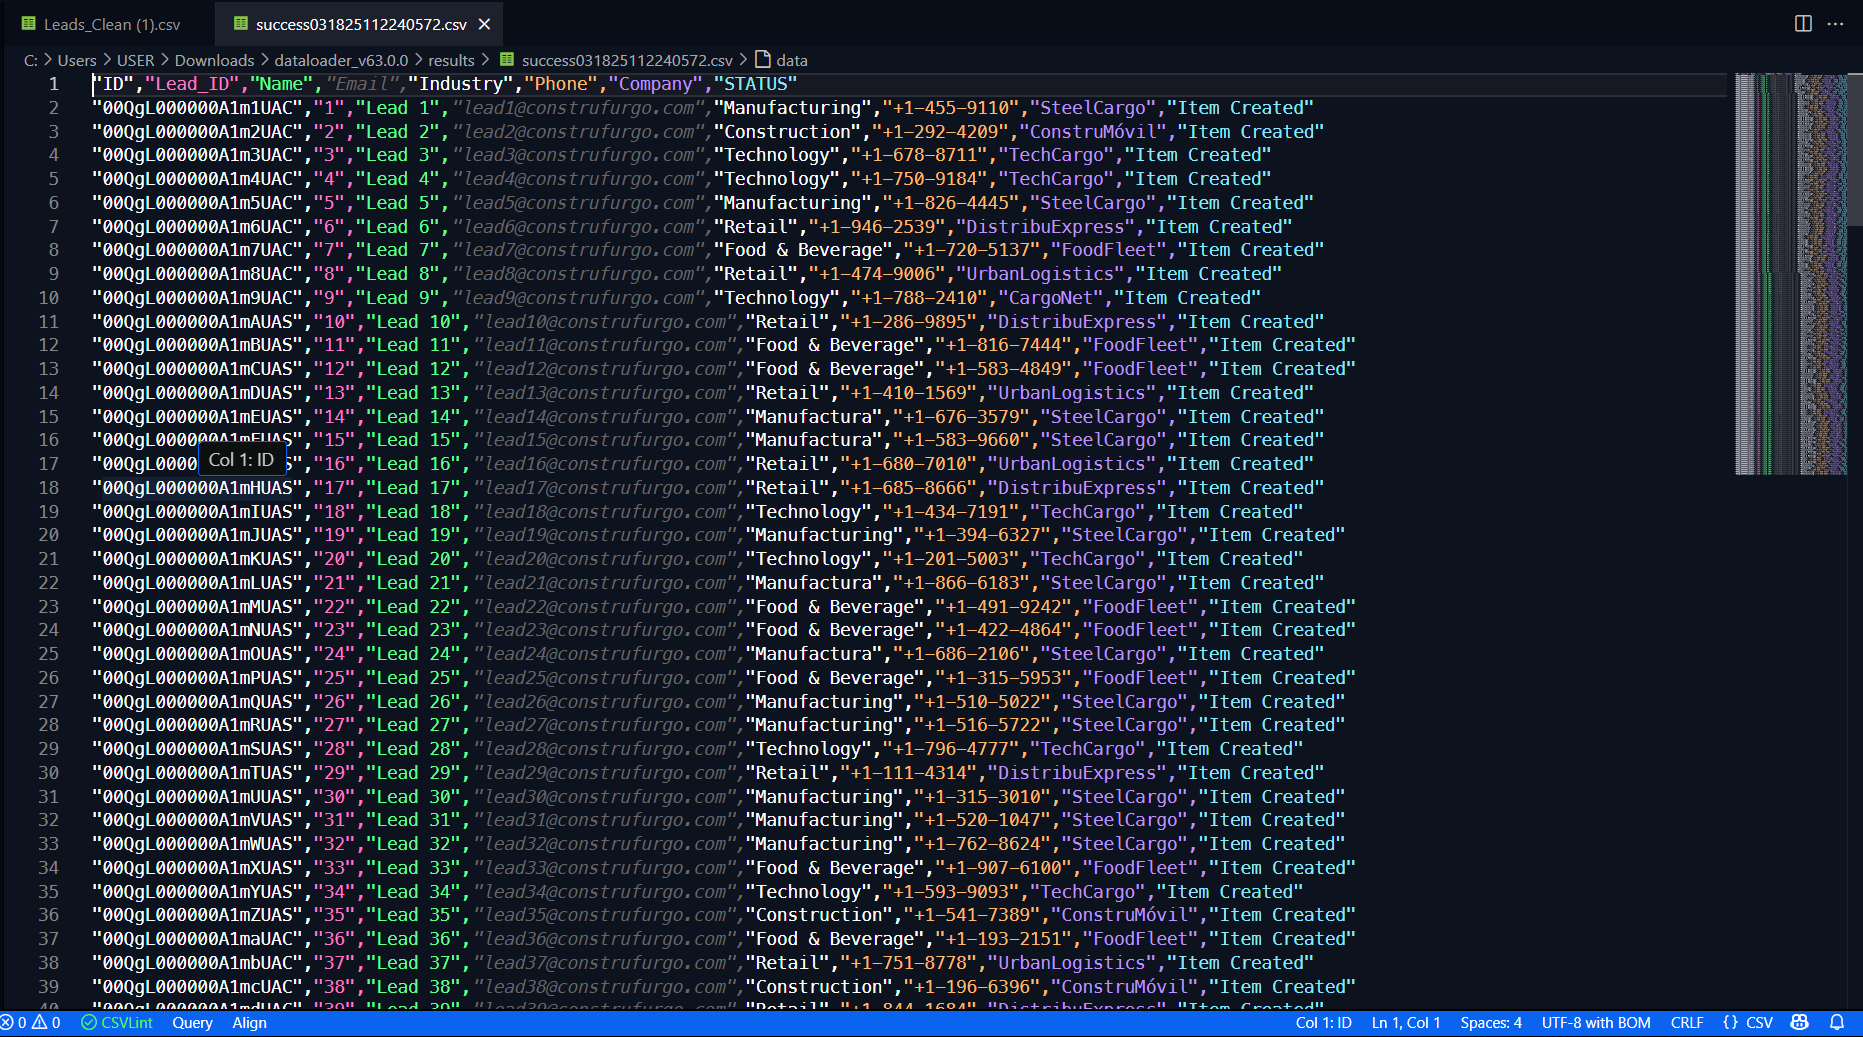 Leads_Clean (1).csv
success031825112240572.csv
C: > Users > USER > Downloads > dataloader_v63.0.0 > results > success031825112240572.csv > data
1 "ID","Lead_ID","Name","Email","Industry","Phone","Company","STATUS"
2 "00QgL000000A1m1UAC","1","Lead 1","lead1@construfurgo.com","Manufacturing","+1-455-9110","SteelCargo","Item Created"
3 "00QgL000000A1m2UAC","2","Lead 2","lead2@construfurgo.com","Construction","+1-292-4209","ConstruMóvil","Item Created"
4 "00QgL000000A1m3UAC","3","Lead 3","lead3@construfurgo.com","Technology","+1-678-8711","TechCargo","Item Created"
5 "00QgL000000A1m4UAC","4","Lead 4","lead4@construfurgo.com","Technology","+1-750-9184","TechCargo","Item Created"
6 "00QgL000000A1m5UAC","5","Lead 5","lead5@construfurgo.com","Manufacturing","+1-826-4445","SteelCargo","Item Created"
7 "00QgL000000A1m6UAC","6","Lead 6","lead6@construfurgo.com","Retail","+1-946-2539","DistribuExpress","Item Created"
8 "00QgL000000A1m7UAC","7","Lead 7","lead7@construfurgo.com","Food & Beverage","+1-720-5137","FoodFleet","Item Created"
9 "00QgL000000A1m8UAC","8","Lead 8","lead8@construfurgo.com","Retail","+1-474-9006","UrbanLogistics","Item Created"
10 "00QgL000000A1m9UAC","9","Lead 9","lead9@construfurgo.com","Technology","+1-788-2410","CargoNet","Item Created"
11 "00QgL000000A1mAUAS","10","Lead 10","lead10@construfurgo.com","Retail","+1-286-9895","DistribuExpress","Item Created"
12 "00QgL000000A1mBUAS","11","Lead 11","lead11@construfurgo.com","Food & Beverage","+1-816-7444","FoodFleet","Item Created"
13 "00QgL000000A1mCUAS","12","Lead 12","lead12@construfurgo.com","Food & Beverage","+1-583-4849","FoodFleet","Item Created"
14 "00QgL000000A1mDUAS","13","Lead 13","lead13@construfurgo.com","Retail","+1-410-1569","UrbanLogistics","Item Created"
15 "00QgL000000A1mEUAS","14","Lead 14","lead14@construfurgo.com","Manufactura","+1-676-3579","SteelCargo","Item Created"
16 "00QgL000000A1mFUAS","15","Lead 15","lead15@construfurgo.com","Manufactura","+1-583-9660","SteelCargo","Item Created"
Col 1: ID
17 "00QgL0000 S","16","Lead 16","lead16@construfurgo.com","Retail","+1-680-7010","UrbanLogistics","Item Created"
18 "00QgL000000A1mHUAS","17","Lead 17","lead17@construfurgo.com","Retail","+1-685-8666","DistribuExpress","Item Created"
19 "00QgL000000A1mIUAS","18","Lead 18","lead18@construfurgo.com","Technology","+1-434-7191","TechCargo","Item Created"
20 "00QgL000000A1mJUAS","19","Lead 19","lead19@construfurgo.com","Manufacturing","+1-394-6327","SteelCargo","Item Created"
21 "00QgL000000A1mKUAS","20","Lead 20","lead20@construfurgo.com","Technology","+1-201-5003","TechCargo","Item Created"
22 "00QgL000000A1mLUAS","21","Lead 21","lead21@construfurgo.com","Manufactura","+1-866-6183","SteelCargo","Item Created"
23 "00QgL000000A1mMUAS","22","Lead 22","lead22@construfurgo.com","Food & Beverage","+1-491-9242","FoodFleet","Item Created"
24 "00QgL000000A1mNUAS","23","Lead 23","lead23@construfurgo.com","Food & Beverage","+1-422-4864","FoodFleet","Item Created"
25 "00QgL000000A1mOUAS","24","Lead 24","lead24@construfurgo.com","Manufactura","+1-686-2106","SteelCargo","Item Created"
26 "00QgL000000A1mPUAS","25","Lead 25","lead25@construfurgo.com","Food & Beverage","+1-315-5953","FoodFleet","Item Created"
27 "00QgL000000A1mQUAS","26","Lead 26","lead26@construfurgo.com","Manufacturing","+1-510-5022","SteelCargo","Item Created"
28 "00QgL000000A1mRUAS","27","Lead 27","lead27@construfurgo.com","Manufacturing","+1-516-5722","SteelCargo","Item Created"
29 "00QgL000000A1mSUAS","28","Lead 28","lead28@construfurgo.com","Technology","+1-796-4777","TechCargo","Item Created"
30 "00QgL000000A1mTUAS","29","Lead 29","lead29@construfurgo.com","Retail","+1-111-4314","DistribuExpress","Item Created"
31 "00QgL000000A1mUUAS","30","Lead 30","lead30@construfurgo.com","Manufacturing","+1-315-3010","SteelCargo","Item Created"
32 "00QgL000000A1mVUAS","31","Lead 31","lead31@construfurgo.com","Manufacturing","+1-520-1047","SteelCargo","Item Created"
33 "00QgL000000A1mWUAS","32","Lead 32","lead32@construfurgo.com","Manufacturing","+1-762-8624","SteelCargo","Item Created"
34 "00QgL000000A1mXUAS","33","Lead 33","lead33@construfurgo.com","Food & Beverage","+1-907-6100","FoodFleet","Item Created"
35 "00QgL000000A1mYUAS","34","Lead 34","lead34@construfurgo.com","Technology","+1-593-9093","TechCargo","Item Created"
36 "00QgL000000A1mZUAS","35","Lead 35","lead35@construfurgo.com","Construction","+1-541-7389","ConstruMóvil","Item Created"
37 "00QgL000000A1maUAC","36","Lead 36","lead36@construfurgo.com","Food & Beverage","+1-193-2151","FoodFleet","Item Created"
38 "00QgL000000A1mbUAC","37","Lead 37","lead37@construfurgo.com","Retail","+1-751-8778","UrbanLogistics","Item Created"
39 "00QgL000000A1mcUAC","38","Lead 38","lead38@construfurgo.com","Construction","+1-196-6396","ConstruMóvil","Item Created"
40 "00QgL000000A1mdUAC","39","Lead 39","lead39@construfurgo.com","Retail","+1-844-1684","DistribuExpress","Item Created"
0 0 CSVLint Query Align Col 1: ID Ln 1, Col 1 Spaces: 4 UTF-8 with BOM CRLF {} CSV